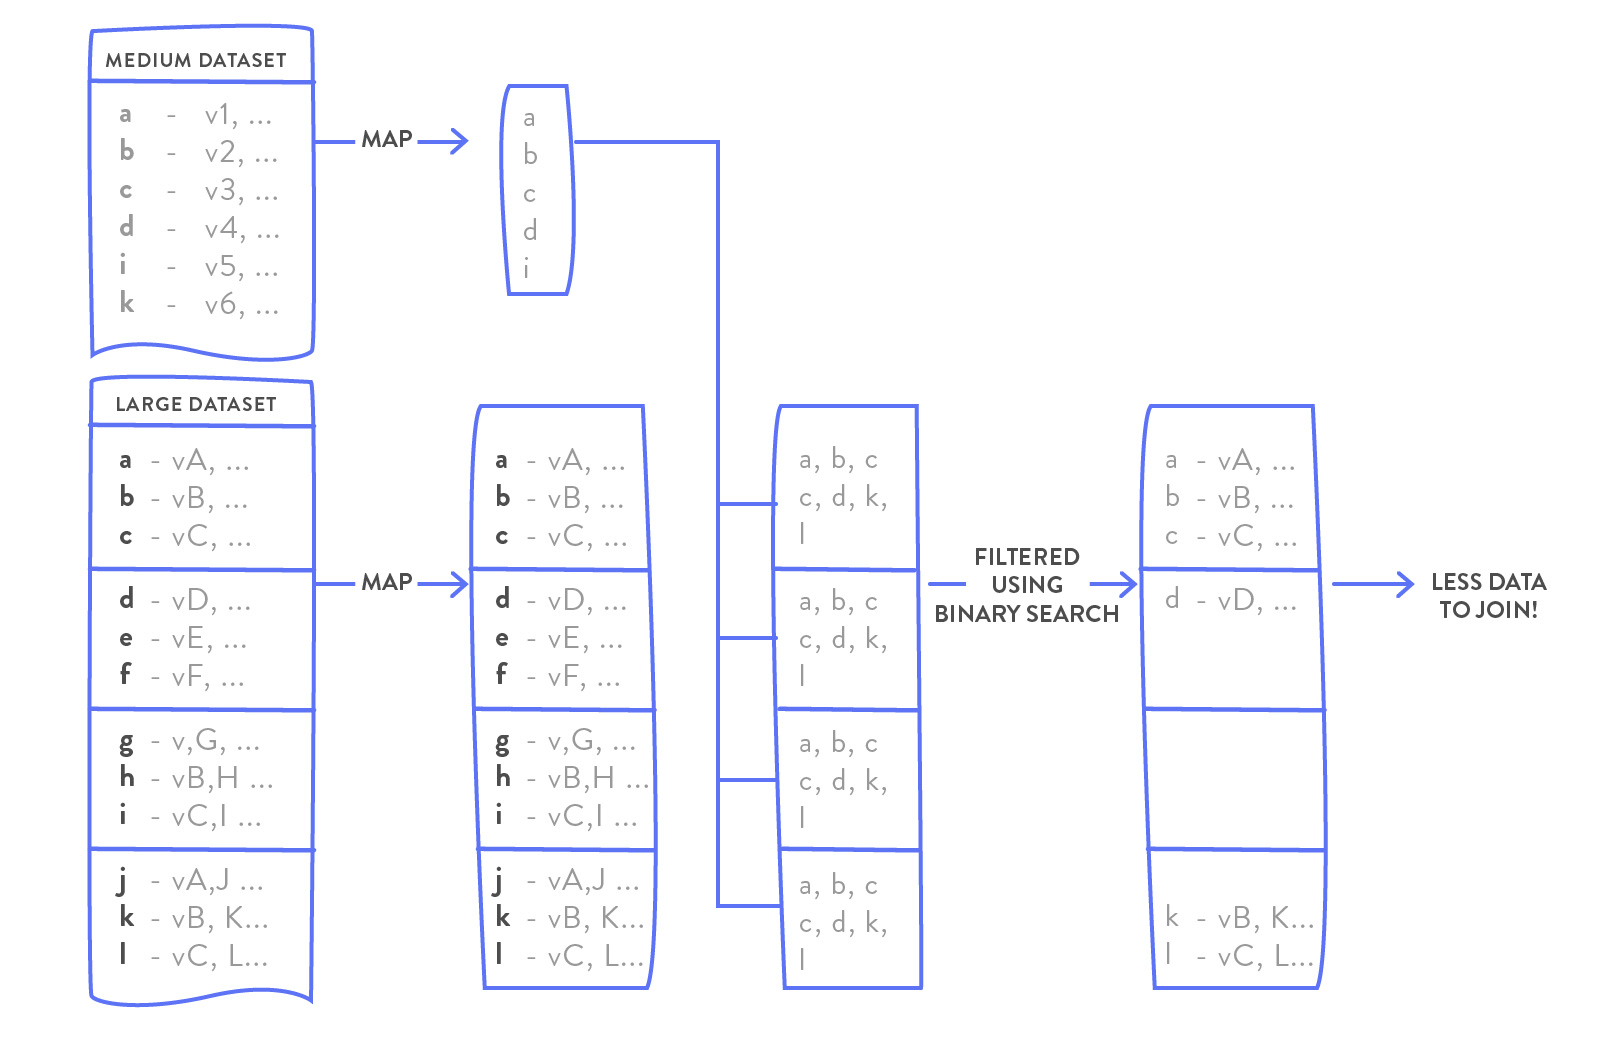 MEDIUM DATASET
a - v1, ...
b - v2, ...
c - v3, ...
d - v4, ...
i - v5, ...
k - v6, ...
MAP
a
b
c
d
i
LARGE DATASET
a - vA, ...
b - vB, ...
c - vC, ...
d - vD, ...
e - vE, ...
f - vF, ...
g - v,G, ...
h - vB,H ...
i - vC,I ...
j - vA,J ...
k - vB, K...
l - vC, L...
MAP
a - vA, ...
b - vB, ...
c - vC, ...
d - vD, ...
e - vE, ...
f - vF, ...
g - v,G, ...
h - vB,H ...
i - vC,I ...
j - vA,J ...
k - vB, K...
l - vC, L...
a, b, c
c, d, k,
l
a, b, c
c, d, k,
l
a, b, c
c, d, k,
l
a, b, c
c, d, k,
l
FILTERED
USING
BINARY SEARCH
a - vA, ...
b - vB, ...
c - vC, ...
d - vD, ...
k - vB, K...
l - vC, L...
LESS DATA
TO JOIN!